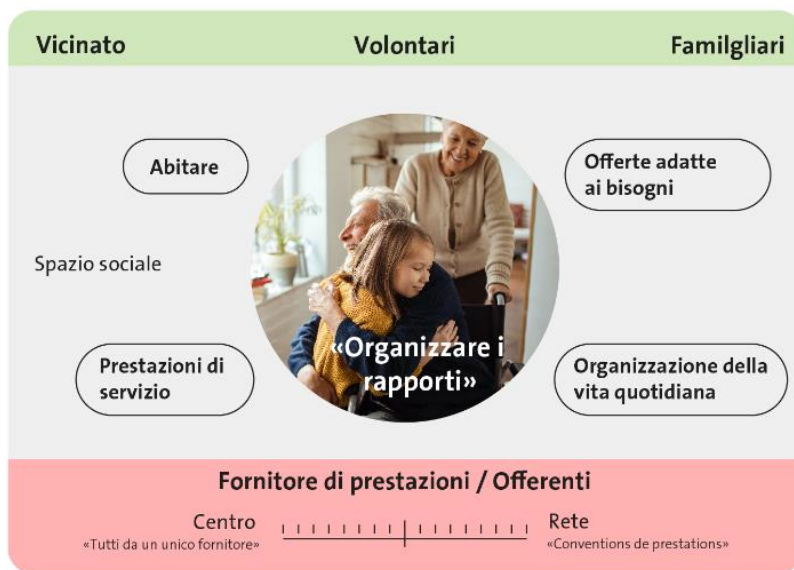 Vicinato
Volontari
Familgliari
Abitare
Offerte adatte
ai bisogni
Spazio sociale
«Organizzare i
rapporti»
Prestazioni di
servizio
Organizzazione della
vita quotidiana
Fornitore di prestazioni / Offerenti
Centro
«Tutti da un unico fornitore»
Rete
«Conventions de prestations»